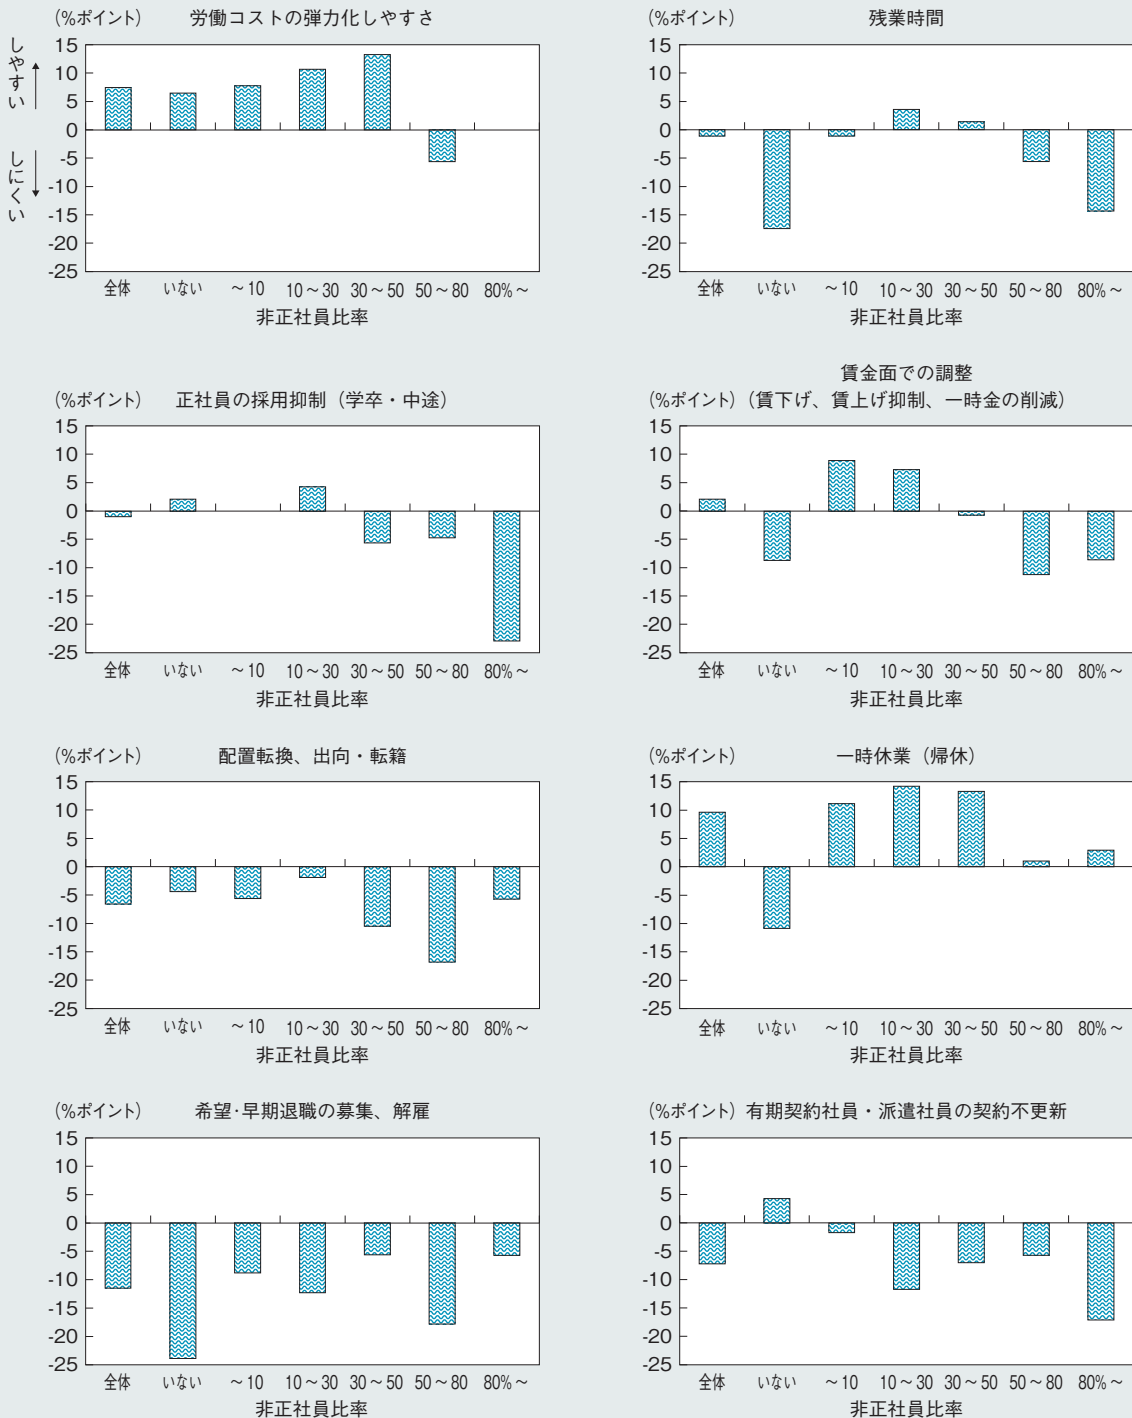 (%ポイント) 労働コストの弾力化しやすさ
しやすい
しにくい
15
10
5
0
-5
-10
-15
-20
-25
全体 いない ～10 10～30 30～50 50～80 80%～
非正社員比率
(%ポイント) 残業時間
15
10
5
0
-5
-10
-15
-20
-25
全体 いない ～10 10～30 30～50 50～80 80%～
非正社員比率
(%ポイント) 正社員の採用抑制（学卒・中途）
15
10
5
0
-5
-10
-15
-20
-25
全体 いない ～10 10～30 30～50 50～80 80%～
非正社員比率
賃金面での調整
(%ポイント)（賃下げ、賃上げ抑制、一時金の削減）
15
10
5
0
-5
-10
-15
-20
-25
全体 いない ～10 10～30 30～50 50～80 80%～
非正社員比率
(%ポイント) 配置転換、出向・転籍
15
10
5
0
-5
-10
-15
-20
-25
全体 いない ～10 10～30 30～50 50～80 80%～
非正社員比率
(%ポイント) 一時休業（帰休）
15
10
5
0
-5
-10
-15
-20
-25
全体 いない ～10 10～30 30～50 50～80 80%～
非正社員比率
(%ポイント) 希望･早期退職の募集、解雇
15
10
5
0
-5
-10
-15
-20
-25
全体 いない ～10 10～30 30～50 50～80 80%～
非正社員比率
(%ポイント) 有期契約社員・派遣社員の契約不更新
15
10
5
0
-5
-10
-15
-20
-25
全体 いない ～10 10～30 30～50 50～80 80%～
非正社員比率